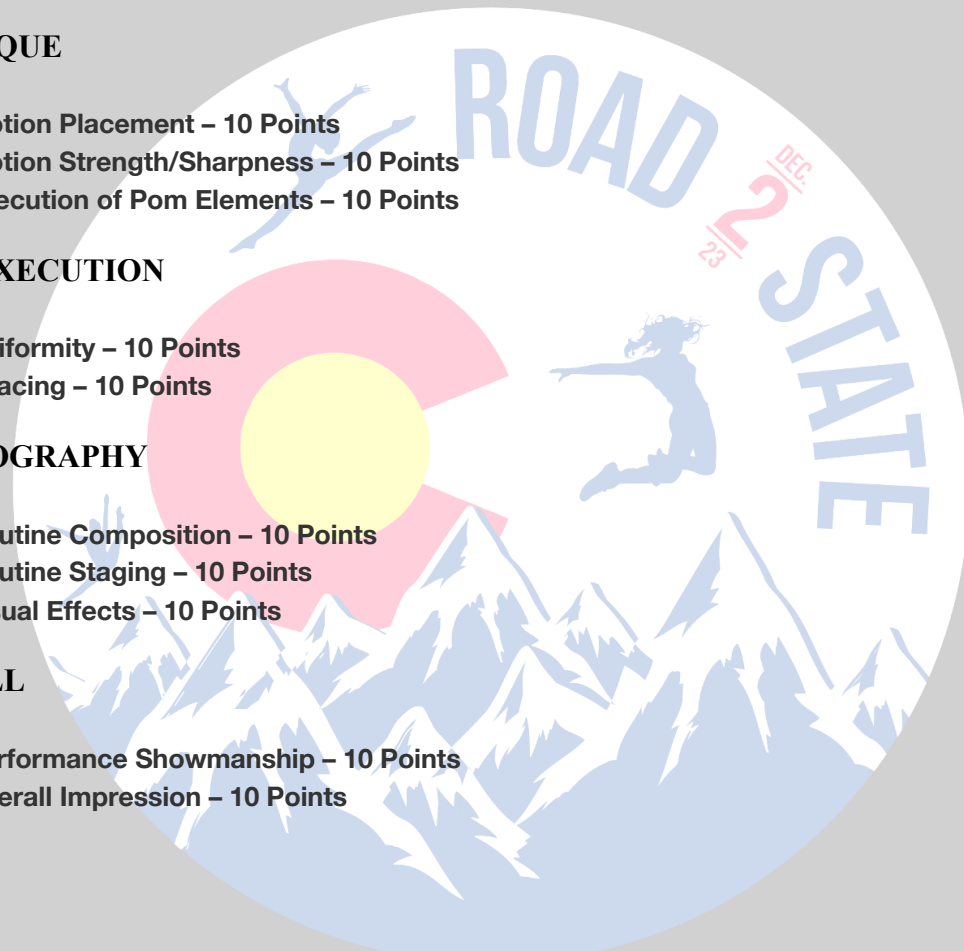 QUE
otion Placement – 10 Points
otion Strength/Sharpness – 10 Points
ecution of Pom Elements – 10 Points
XECUTION
iformity – 10 Points
acing – 10 Points
OGRAPHY
utine Composition – 10 Points
utine Staging – 10 Points
sual Effects – 10 Points
LL
rformance Showmanship – 10 Points
erall Impression – 10 Points
ROAD
DEC.
2
23
STATE